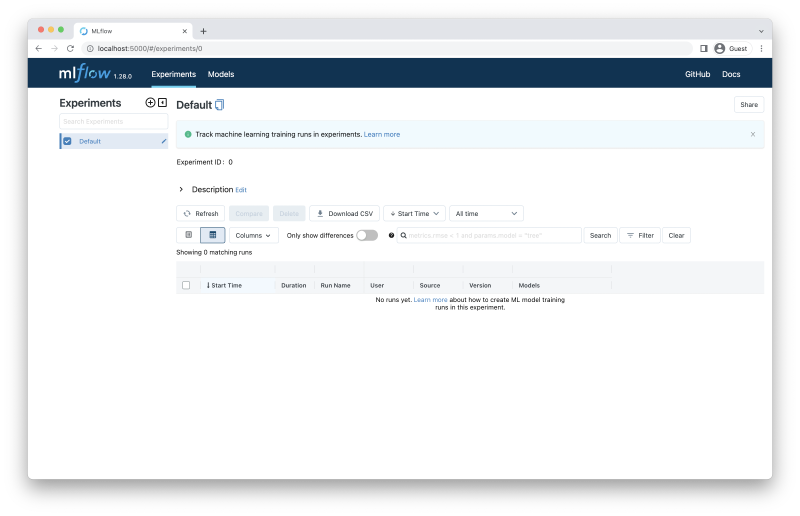 MLflow
localhost:5000/#/experiments/0
Guest
mlflow 1.28.0
Experiments
Models
GitHub
Docs
Experiments
Search Experiments
Default
Default
Share
Track machine learning training runs in experiments. Learn more
Experiment ID: 0
Description Edit
Refresh
Compare
Delete
Download CSV
Start Time
All time
Columns
Only show differences
metrics.rmse < 1 and params.model = "tree"
Search
Filter
Clear
Showing 0 matching runs
Start Time
Duration
Run Name
User
Source
Version
Models
No runs yet. Learn more about how to create ML model training
runs in this experiment.